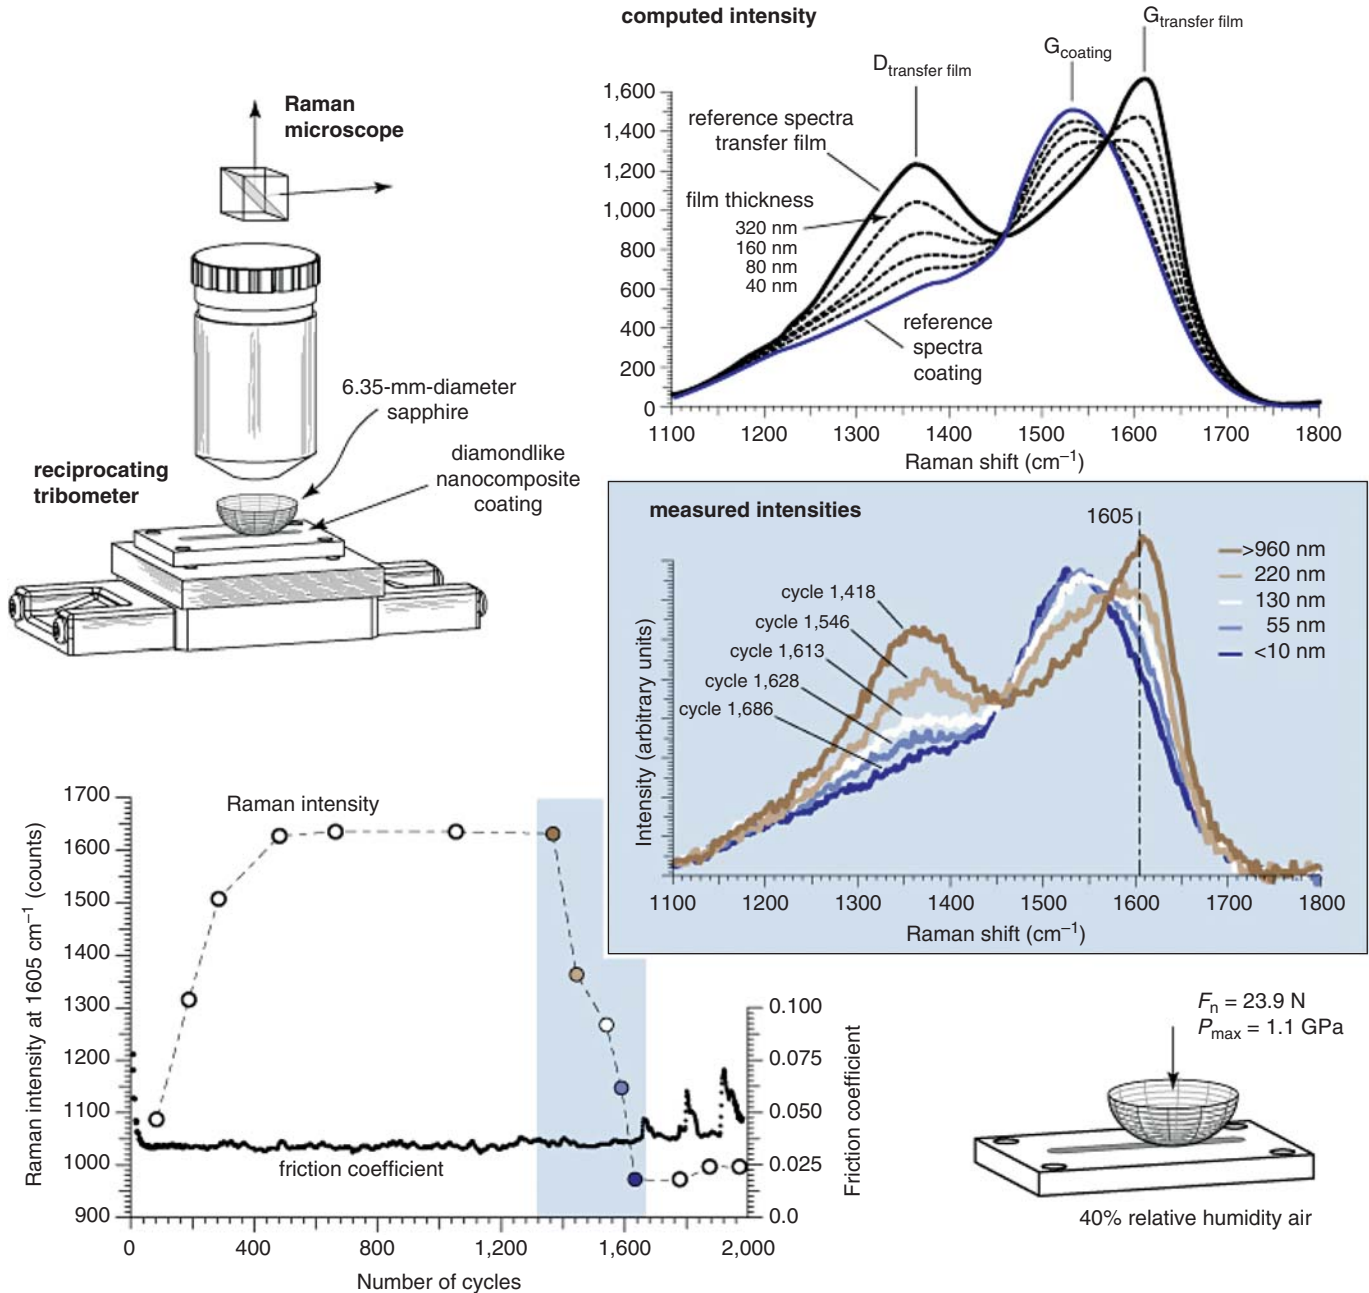 computed intensity
G transfer film
G coating
D transfer film
reference spectra
transfer film
film thickness
320 nm
160 nm
80 nm
40 nm
reference
spectra
coating
1,600
1,400
1,200
1,000
800
600
400
200
0
1100 1200 1300 1400 1500 1600 1700 1800
Raman shift (cm–1)
Raman
microscope
6.35-mm-diameter
sapphire
reciprocating
tribometer
diamondlike
nanocomposite
coating
measured intensities
1605
>960 nm
220 nm
130 nm
55 nm
<10 nm
cycle 1,418
cycle 1,546
cycle 1,613
cycle 1,628
cycle 1,686
Intensity (arbitrary units)
1100 1200 1300 1400 1500 1600 1700 1800
Raman shift (cm–1)
Raman intensity
1700
1600
1500
1400
1300
1200
1100
1000
900
Raman intensity at 1605 cm–1 (counts)
friction coefficient
0.100
0.075
0.050
0.025
0.0
Friction coefficient
0 400 800 1,200 1,600 2,000
Number of cycles
Fn = 23.9 N
Pmax = 1.1 GPa
40% relative humidity air